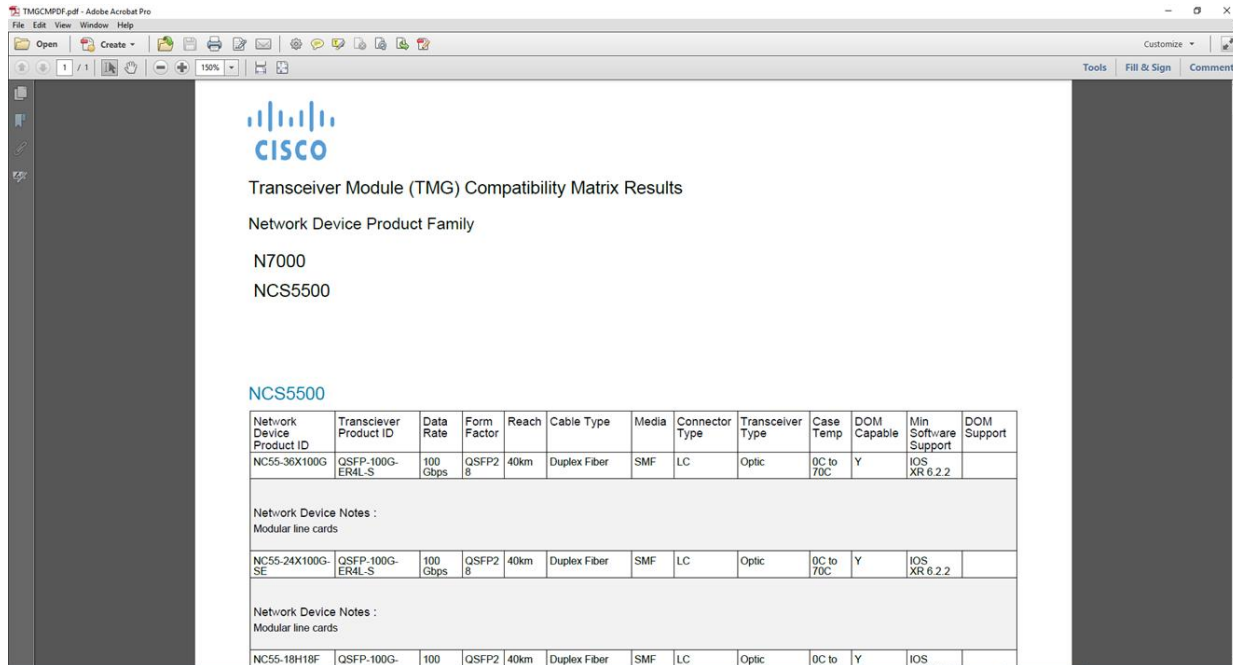 TMGCMPDF.pdf - Adobe Acrobat Pro
File Edit View Window Help
Open Create Customize
1 / 1 150% Tools Fill & Sign Comment
CISCO
Transceiver Module (TMG) Compatibility Matrix Results
Network Device Product Family
N7000
NCS5500
NCS5500
Network Device Product ID Transciever Product ID Data Rate Form Factor Reach Cable Type Media Connector Type Transceiver Type Case Temp DOM Capable Min Software Support DOM Support
NC55-36X100G QSFP-100G-ER4L-S 100 Gbps QSFP28 40km Duplex Fiber SMF LC Optic 0C to 70C Y IOS XR 6.2.2
Network Device Notes :
Modular line cards
NC55-24X100G-SE QSFP-100G-ER4L-S 100 Gbps QSFP28 40km Duplex Fiber SMF LC Optic 0C to 70C Y IOS XR 6.2.2
Network Device Notes :
Modular line cards
NC55-18H18F QSFP-100G- 100 QSFP2 40km Duplex Fiber SMF LC Optic 0C to Y IOS